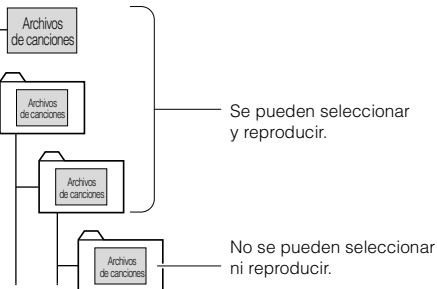 Archivos
de canciones
Archivos
de canciones
Se pueden seleccionar
y reproducir.
Archivos
de canciones
No se pueden seleccionar
ni reproducir.
Archivos
de canciones